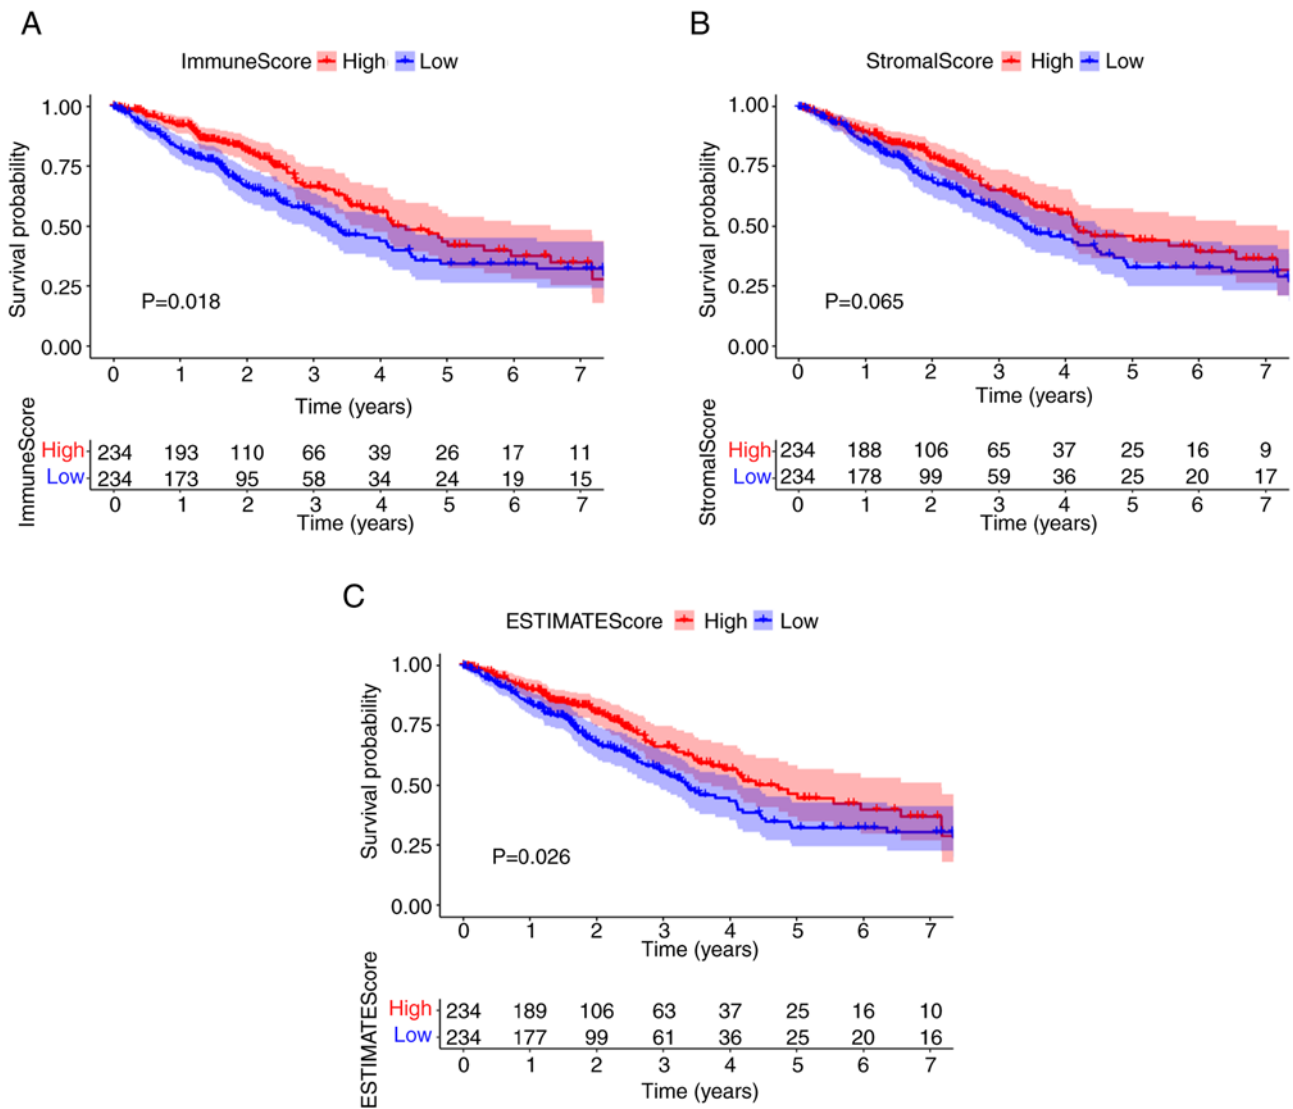 A
ImmuneScore High Low
Survival probability
1.00
0.75
0.50
0.25
0.00
P=0.018
0 1 2 3 4 5 6 7
Time (years)
ImmuneScore
High 234 193 110 66 39 26 17 11
Low 234 173 95 58 34 24 19 15
0 1 2 3 4 5 6 7
Time (years)
B
StromalScore High Low
Survival probability
1.00
0.75
0.50
0.25
0.00
P=0.065
0 1 2 3 4 5 6 7
Time (years)
StromalScore
High 234 188 106 65 37 25 16 9
Low 234 178 99 59 36 25 20 17
0 1 2 3 4 5 6 7
Time (years)
C
ESTIMATEScore High Low
Survival probability
1.00
0.75
0.50
0.25
0.00
P=0.026
0 1 2 3 4 5 6 7
Time (years)
ESTIMATEScore
High 234 189 106 63 37 25 16 10
Low 234 177 99 61 36 25 20 16
0 1 2 3 4 5 6 7
Time (years)